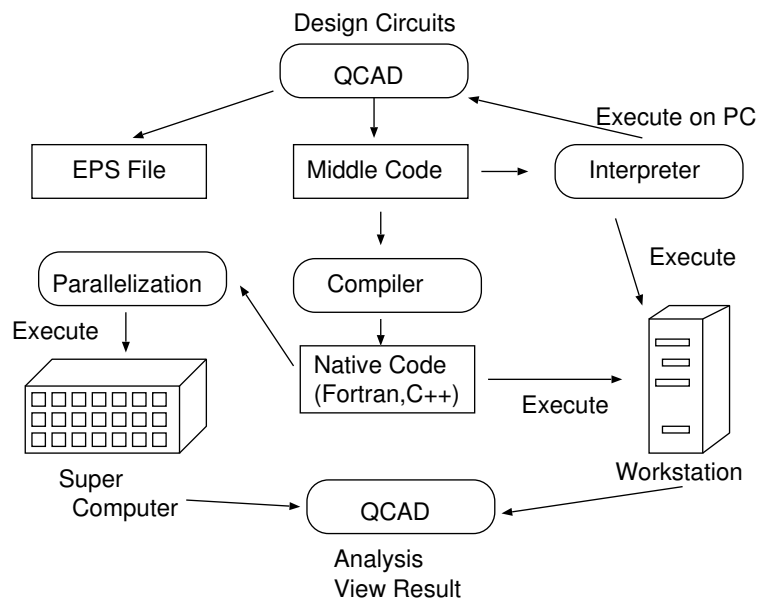 Design Circuits
QCAD
Execute on PC
EPS File
Middle Code
Interpreter
Parallelization
Compiler
Execute
Execute
Native Code
(Fortran,C++)
Execute
Workstation
Super
Computer
QCAD
Analysis
View Result